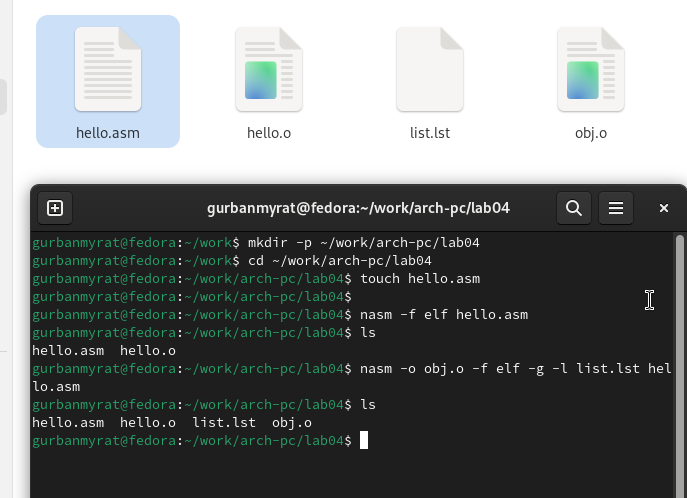 hello.asm
hello.o
list.lst
obj.o
gurbanmyrat@fedora:~/work/arch-pc/lab04
gurbanmyrat@fedora:~/work$ mkdir -p ~/work/arch-pc/lab04
gurbanmyrat@fedora:~/work$ cd ~/work/arch-pc/lab04
gurbanmyrat@fedora:~/work/arch-pc/lab04$ touch hello.asm
gurbanmyrat@fedora:~/work/arch-pc/lab04$
gurbanmyrat@fedora:~/work/arch-pc/lab04$ nasm -f elf hello.asm
gurbanmyrat@fedora:~/work/arch-pc/lab04$ ls
hello.asm  hello.o
gurbanmyrat@fedora:~/work/arch-pc/lab04$ nasm -o obj.o -f elf -g -l list.lst hel
lo.asm
gurbanmyrat@fedora:~/work/arch-pc/lab04$ ls
hello.asm  hello.o  list.lst  obj.o
gurbanmyrat@fedora:~/work/arch-pc/lab04$